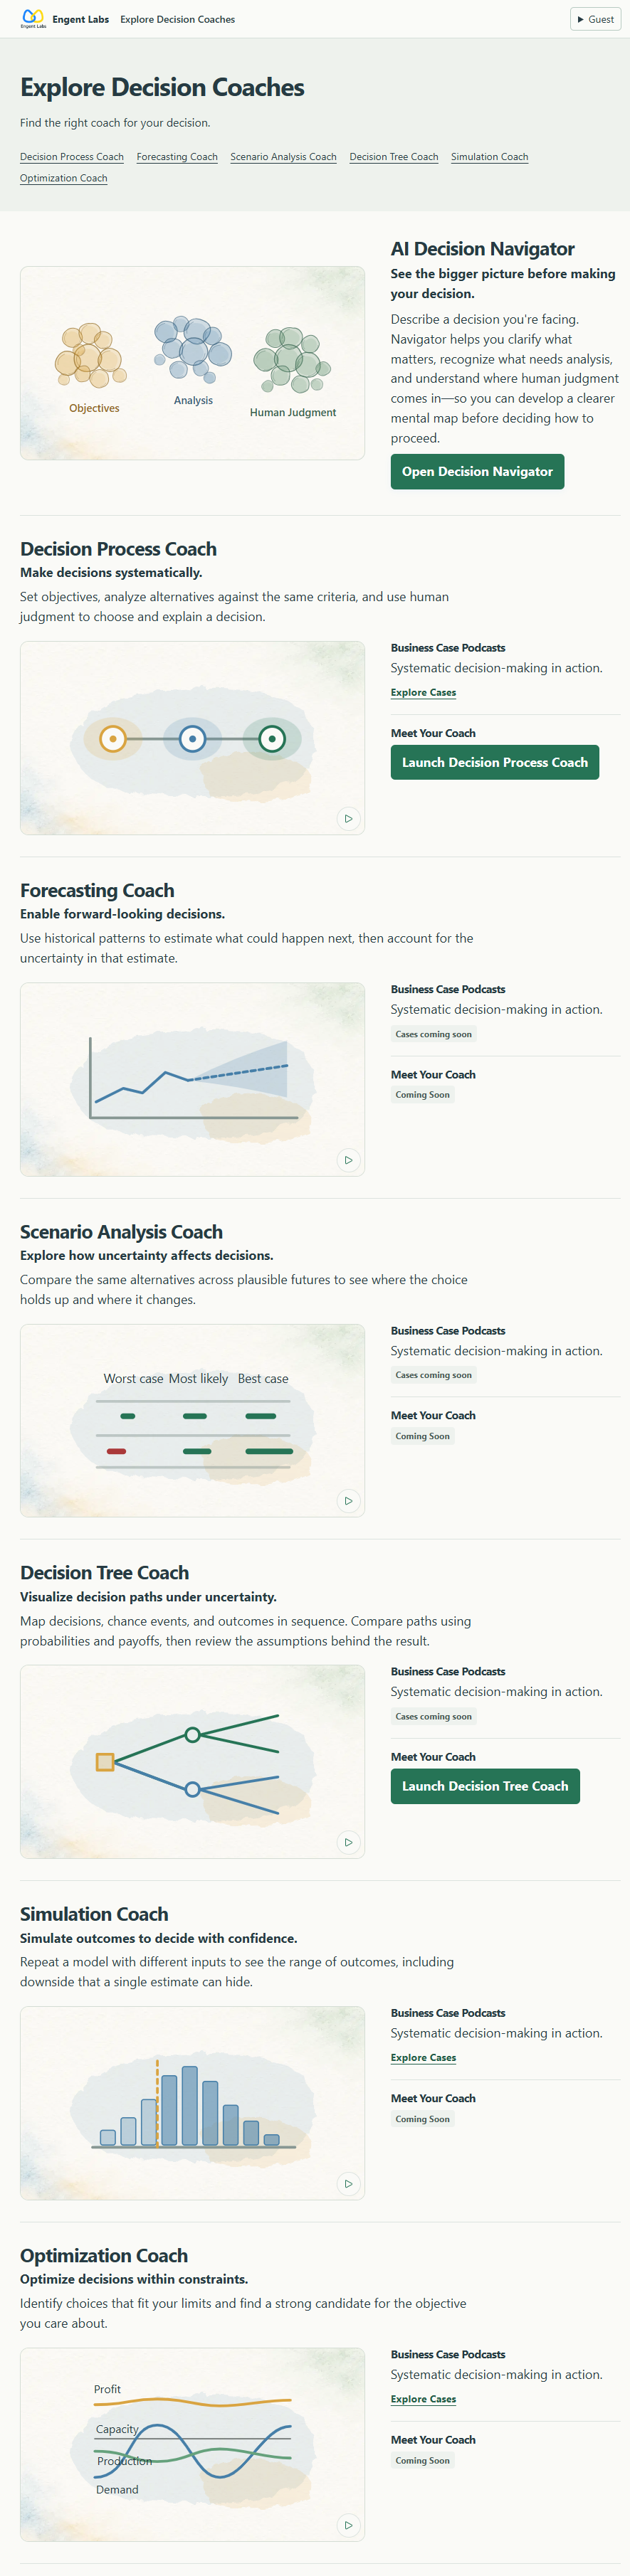 Engent Labs
Engent Labs
Explore Decision Coaches
Guest
Explore Decision Coaches
Find the right coach for your decision.
Decision Process Coach
Forecasting Coach
Scenario Analysis Coach
Decision Tree Coach
Simulation Coach
Optimization Coach
Objectives
Analysis
Human Judgment
AI Decision Navigator
See the bigger picture before making
your decision.
Describe a decision you're facing.
Navigator helps you clarify what
matters, recognize what needs analysis,
and understand where human judgment
comes in—so you can develop a clearer
mental map before deciding how to
proceed.
Open Decision Navigator
Decision Process Coach
Make decisions systematically.
Set objectives, analyze alternatives against the same criteria, and use human
judgment to choose and explain a decision.
Business Case Podcasts
Systematic decision-making in action.
Explore Cases
Meet Your Coach
Launch Decision Process Coach
Forecasting Coach
Enable forward-looking decisions.
Use historical patterns to estimate what could happen next, then account for the
uncertainty in that estimate.
Business Case Podcasts
Systematic decision-making in action.
Cases coming soon
Meet Your Coach
Coming Soon
Scenario Analysis Coach
Explore how uncertainty affects decisions.
Compare the same alternatives across plausible futures to see where the choice
holds up and where it changes.
Worst case Most likely Best case
Business Case Podcasts
Systematic decision-making in action.
Cases coming soon
Meet Your Coach
Coming Soon
Decision Tree Coach
Visualize decision paths under uncertainty.
Map decisions, chance events, and outcomes in sequence. Compare paths using
probabilities and payoffs, then review the assumptions behind the result.
Business Case Podcasts
Systematic decision-making in action.
Cases coming soon
Meet Your Coach
Launch Decision Tree Coach
Simulation Coach
Simulate outcomes to decide with confidence.
Repeat a model with different inputs to see the range of outcomes, including
downside that a single estimate can hide.
Business Case Podcasts
Systematic decision-making in action.
Explore Cases
Meet Your Coach
Coming Soon
Optimization Coach
Optimize decisions within constraints.
Identify choices that fit your limits and find a strong candidate for the objective
you care about.
Profit
Capacity
Production
Demand
Business Case Podcasts
Systematic decision-making in action.
Explore Cases
Meet Your Coach
Coming Soon